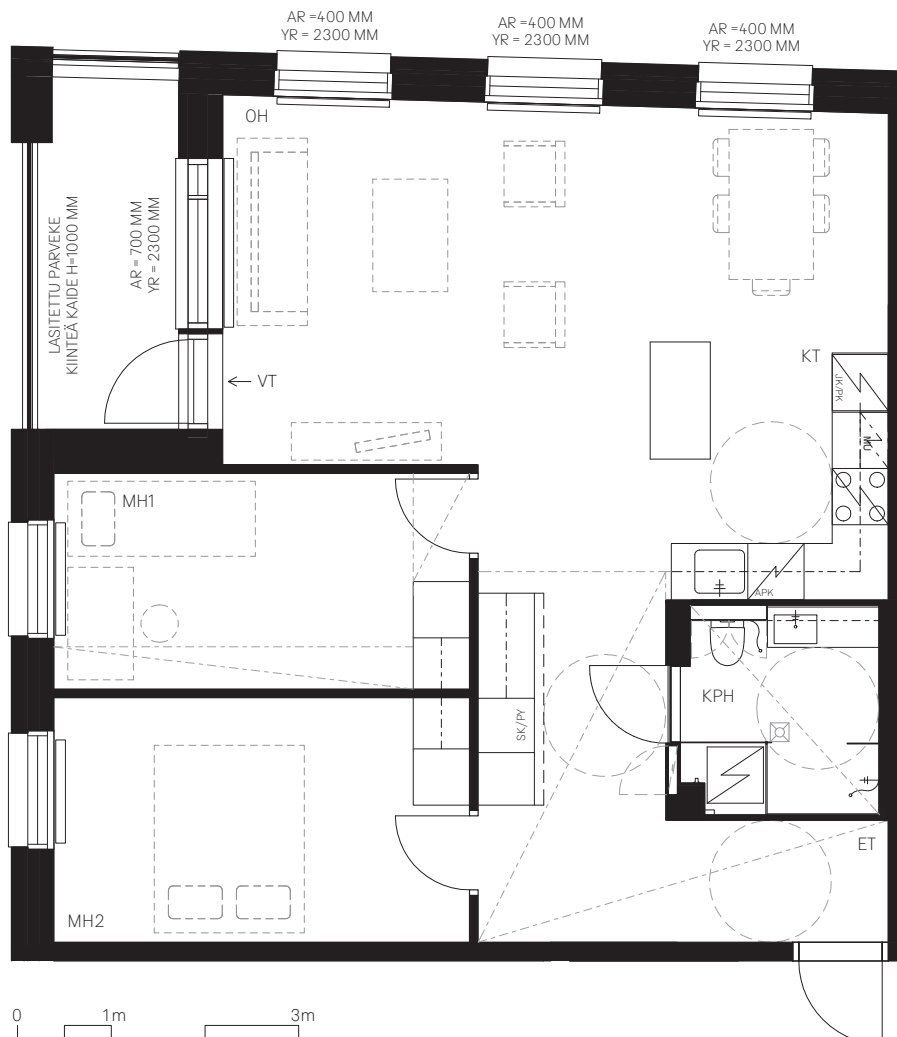 AR =400 MM
YR = 2300 MM
AR =400 MM
YR = 2300 MM
AR =400 MM
YR = 2300 MM
OH
LASITETTU PARVEKE
KIINTEÄ KAIDE H=1000 MM
AR = 700 MM
YR = 2300 MM
VT
KT
JK/PK
MU
MH1
APK
SK/PY
KPH
ET
MH2
0 1m 3m